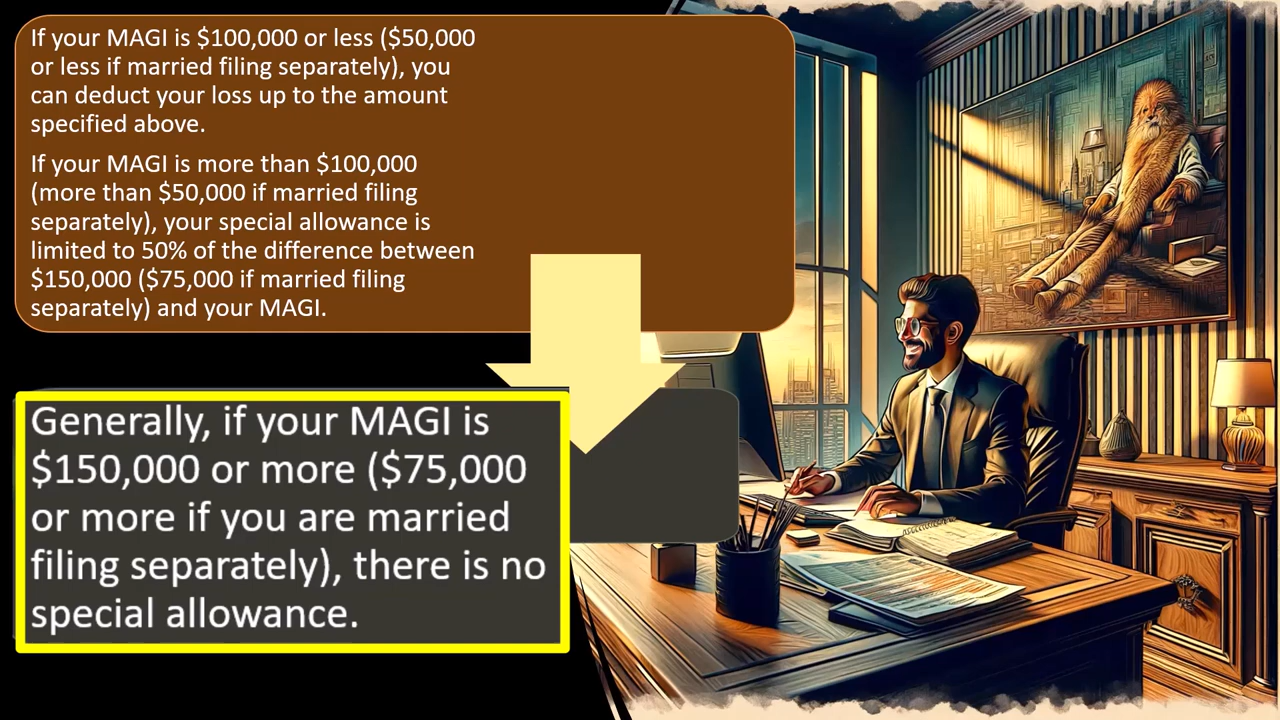 If your MAGI is $100,000 or less ($50,000
or less if married filing separately), you
can deduct your loss up to the amount
specified above.
If your MAGI is more than $100,000
(more than $50,000 if married filing
separately), your special allowance is
limited to 50% of the difference between
$150,000 ($75,000 if married filing
separately) and your MAGI.
Generally, if your MAGI is
$150,000 or more ($75,000
or more if you are married
filing separately), there is no
special allowance.